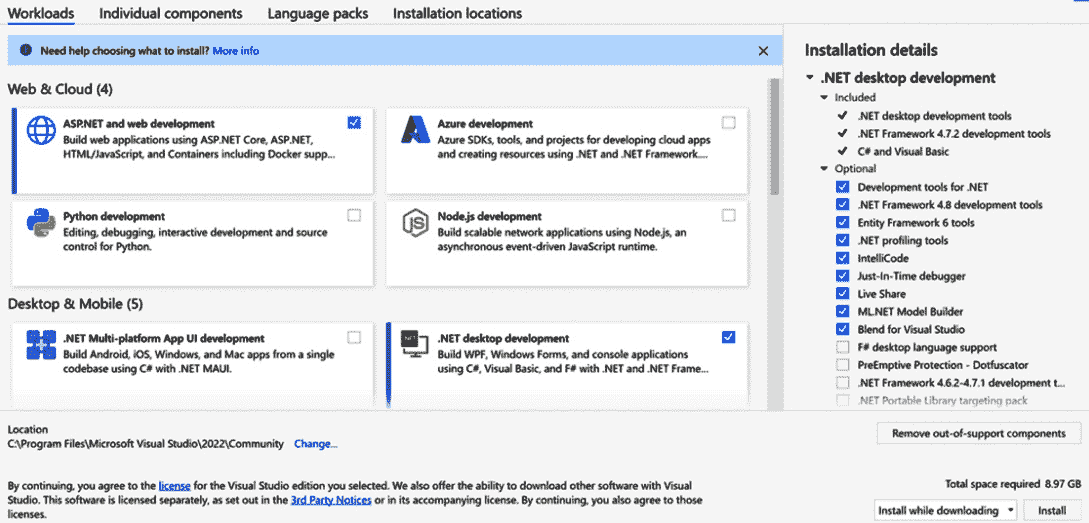 Workloads
Individual components
Language packs
Installation locations
Need help choosing what to install? More info
Web & Cloud (4)
ASP.NET and web development
Build web applications using ASP.NET Core, ASP.NET,
HTML/JavaScript, and Containers including Docker supp...
Azure development
Azure SDKs, tools, and projects for developing cloud apps
and creating resources using .NET and .NET Framework....
Python development
Editing, debugging, interactive development and source
control for Python.
JS
Node.js development
Build scalable network applications using Node.js, an
asynchronous event-driven JavaScript runtime.
Desktop & Mobile (5)
.NET Multi-platform App UI development
Build Android, iOS, Windows, and Mac apps from a single
codebase using C# with .NET MAUI.
.NET
.NET desktop development
Build WPF, Windows Forms, and console applications
using C#, Visual Basic, and F# with .NET and .NET Frame...
Installation details
.NET desktop development
Included
.NET desktop development tools
.NET Framework 4.7.2 development tools
C# and Visual Basic
Optional
Development tools for .NET
.NET Framework 4.8 development tools
Entity Framework 6 tools
.NET profiling tools
IntelliCode
Just-In-Time debugger
Live Share
ML.NET Model Builder
Blend for Visual Studio
F# desktop language support
PreEmptive Protection - Dotfuscator
.NET Framework 4.6.2-4.7.1 development t...
.NET Portable Library targeting pack
Location
C:\Program Files\Microsoft Visual Studio\2022\Community Change...
Remove out-of-support components
By continuing, you agree to the license for the Visual Studio edition you selected. We also offer the ability to download other software with Visual
Studio. This software is licensed separately, as set out in the 3rd Party Notices or in its accompanying license. By continuing, you also agree to those
licenses.
Total space required 8.97 GB
Install while downloading
Install